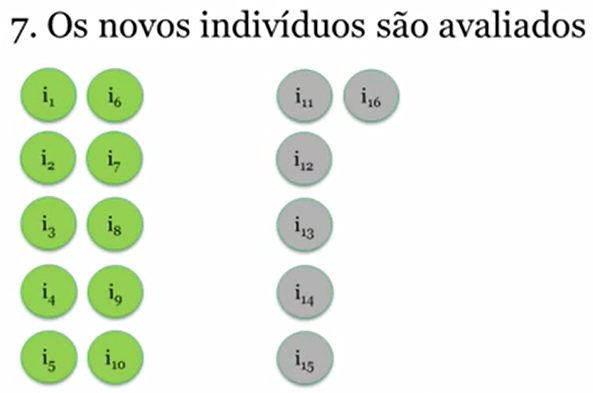 7. Os novos indivíduos são avaliados
i₁ i₆ i₁₁ i₁₆
i₂ i₇ i₁₂
i₃ i₈ i₁₃
i₄ i₉ i₁₄
i₅ i₁₀ i₁₅